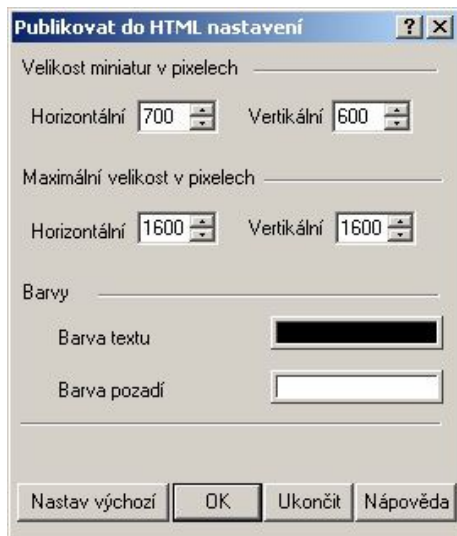 Publikovat do HTML nastavení
Velikost miniatur v pixelech
Horizontální 700 Vertikální 600
Maximální velikost v pixelech
Horizontální 1600 Vertikální 1600
Barvy
Barva textu
Barva pozadí
Nastav výchozí OK Ukončit Nápověda